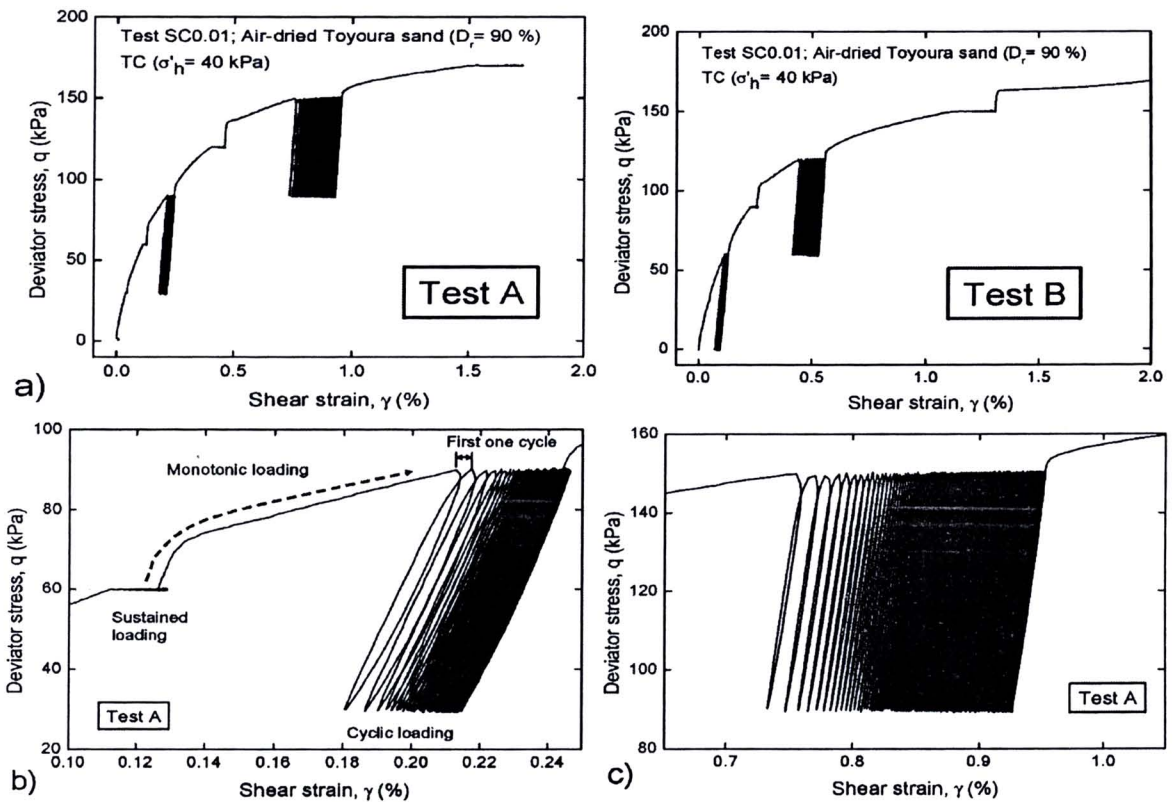 200
150
100
50
0
Deviator stress, q (kPa)
Test SC0.01; Air-dried Toyoura sand (Dr= 90 %)
TC (σ'h= 40 kPa)
Test A
0.0 0.5 1.0 1.5 2.0
Shear strain, γ (%)
a)
200
150
100
50
0
Deviator stress, q (kPa)
Test SC0.01; Air-dried Toyoura sand (Dr= 90 %)
TC (σ'h= 40 kPa)
Test B
0.0 0.5 1.0 1.5 2.0
Shear strain, γ (%)
100
80
60
40
20
Deviator stress, q (kPa)
First one cycle
Monotonic loading
Sustained
loading
Test A
Cyclic loading
0.10 0.12 0.14 0.16 0.18 0.20 0.22 0.24
Shear strain, γ (%)
b)
160
140
120
100
80
Deviator stress, q (kPa)
Test A
0.7 0.8 0.9 1.0
Shear strain, γ (%)
c)